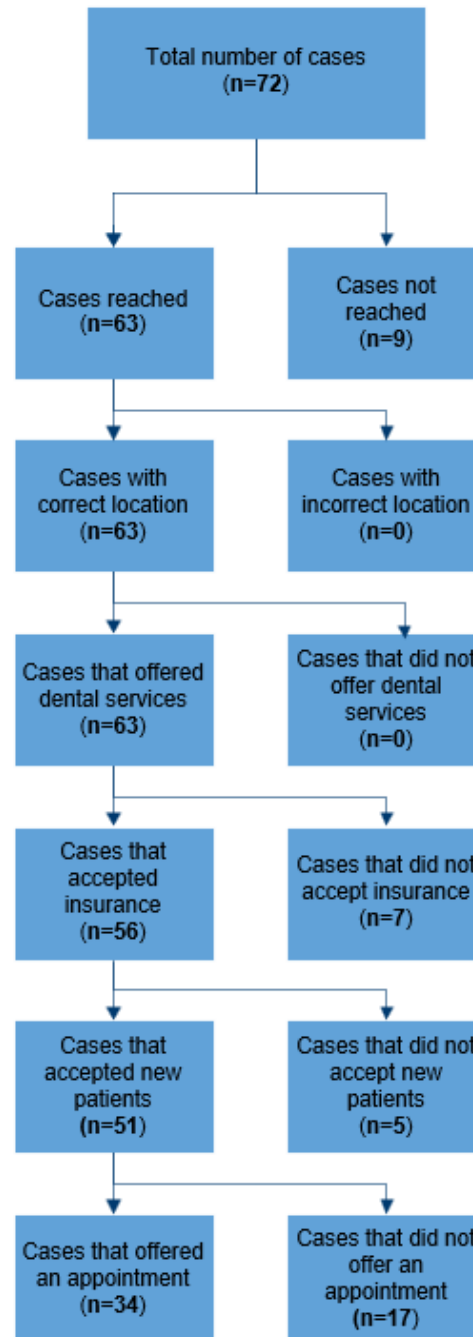 Total number of cases
(n=72)
Cases reached
(n=63)
Cases not
reached
(n=9)
Cases with
correct location
(n=63)
Cases with
incorrect location
(n=0)
Cases that offered
dental services
(n=63)
Cases that did not
offer dental
services
(n=0)
Cases that
accepted
insurance
(n=56)
Cases that did not
accept insurance
(n=7)
Cases that
accepted new
patients
(n=51)
Cases that did not
accept new
patients
(n=5)
Cases that offered
an appointment
(n=34)
Cases that did not
offer an
appointment
(n=17)